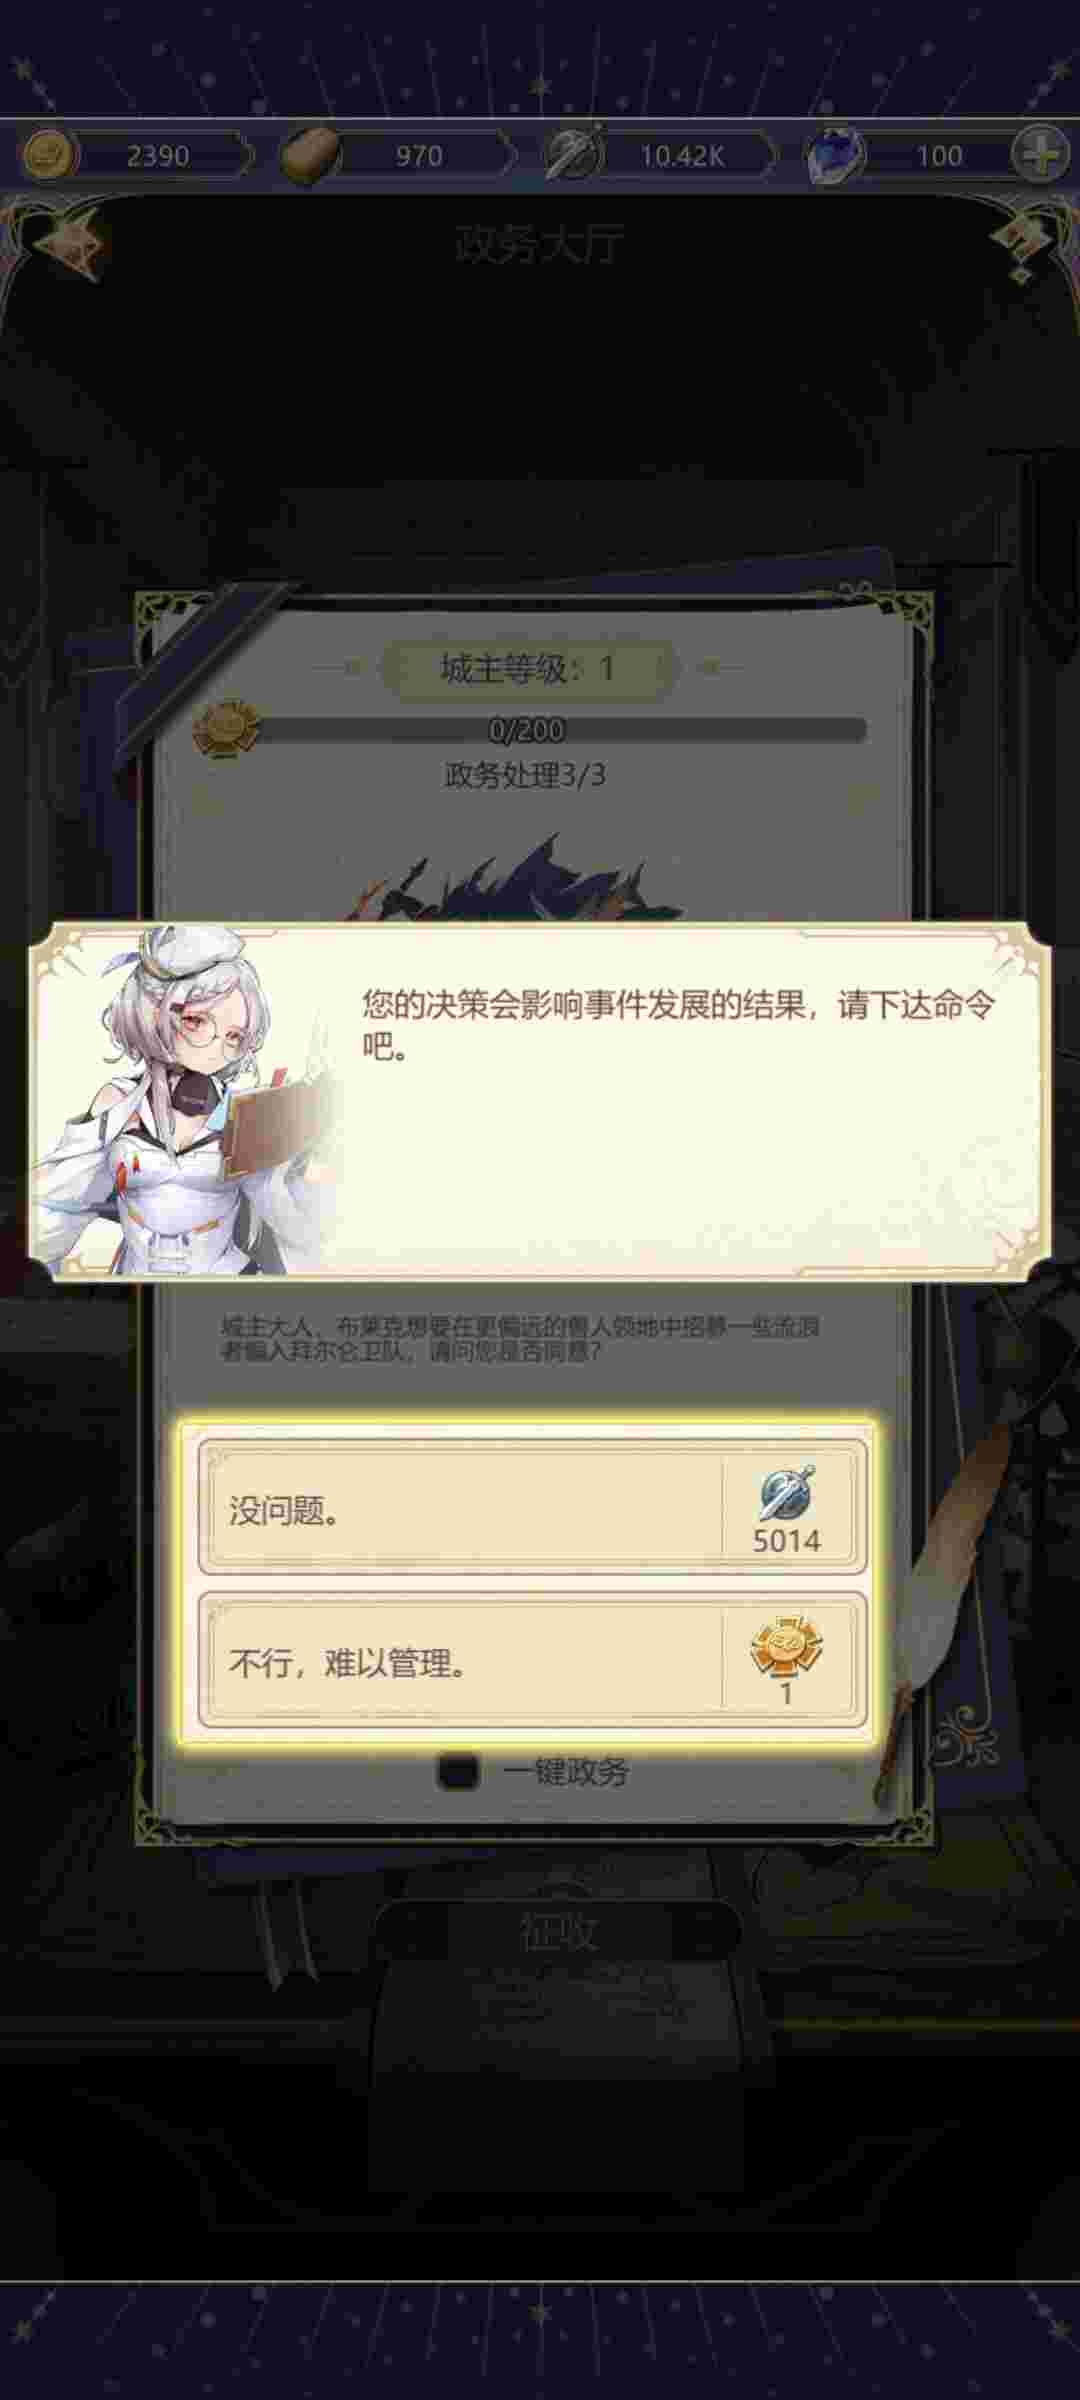 2390
970
10.42K
100
政务大厅
城主等级：1
0/200
政务处理3/3
您的决策会影响事件发展的结果，请下达命令
吧。
城主大人，布莱克想要在更偏远的兽人领地中招募一些流浪
者编入拜尔仑卫队，请问您是否同意？
没问题。
5014
不行，难以管理。
1
一键政务
征收